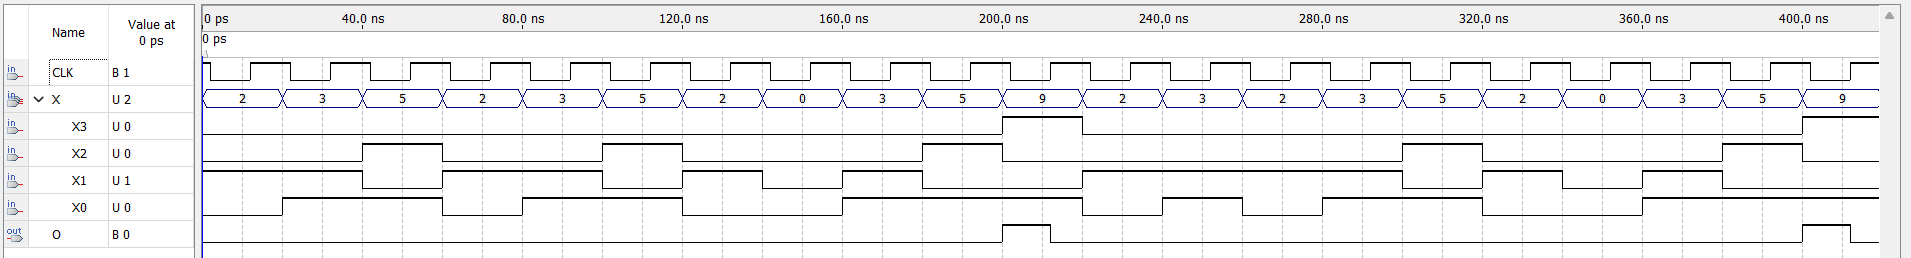 Name Value at 0 ps 0 ps 40.0 ns 80.0 ns 120.0 ns 160.0 ns 200.0 ns 240.0 ns 280.0 ns 320.0 ns 360.0 ns 400.0 ns
0 ps
in CLK B 1
in X U 2 2 3 5 2 3 5 2 0 3 5 9 2 3 2 3 5 2 0 3 5 9
in X3 U 0
in X2 U 0
in X1 U 1
in X0 U 0
out O B 0